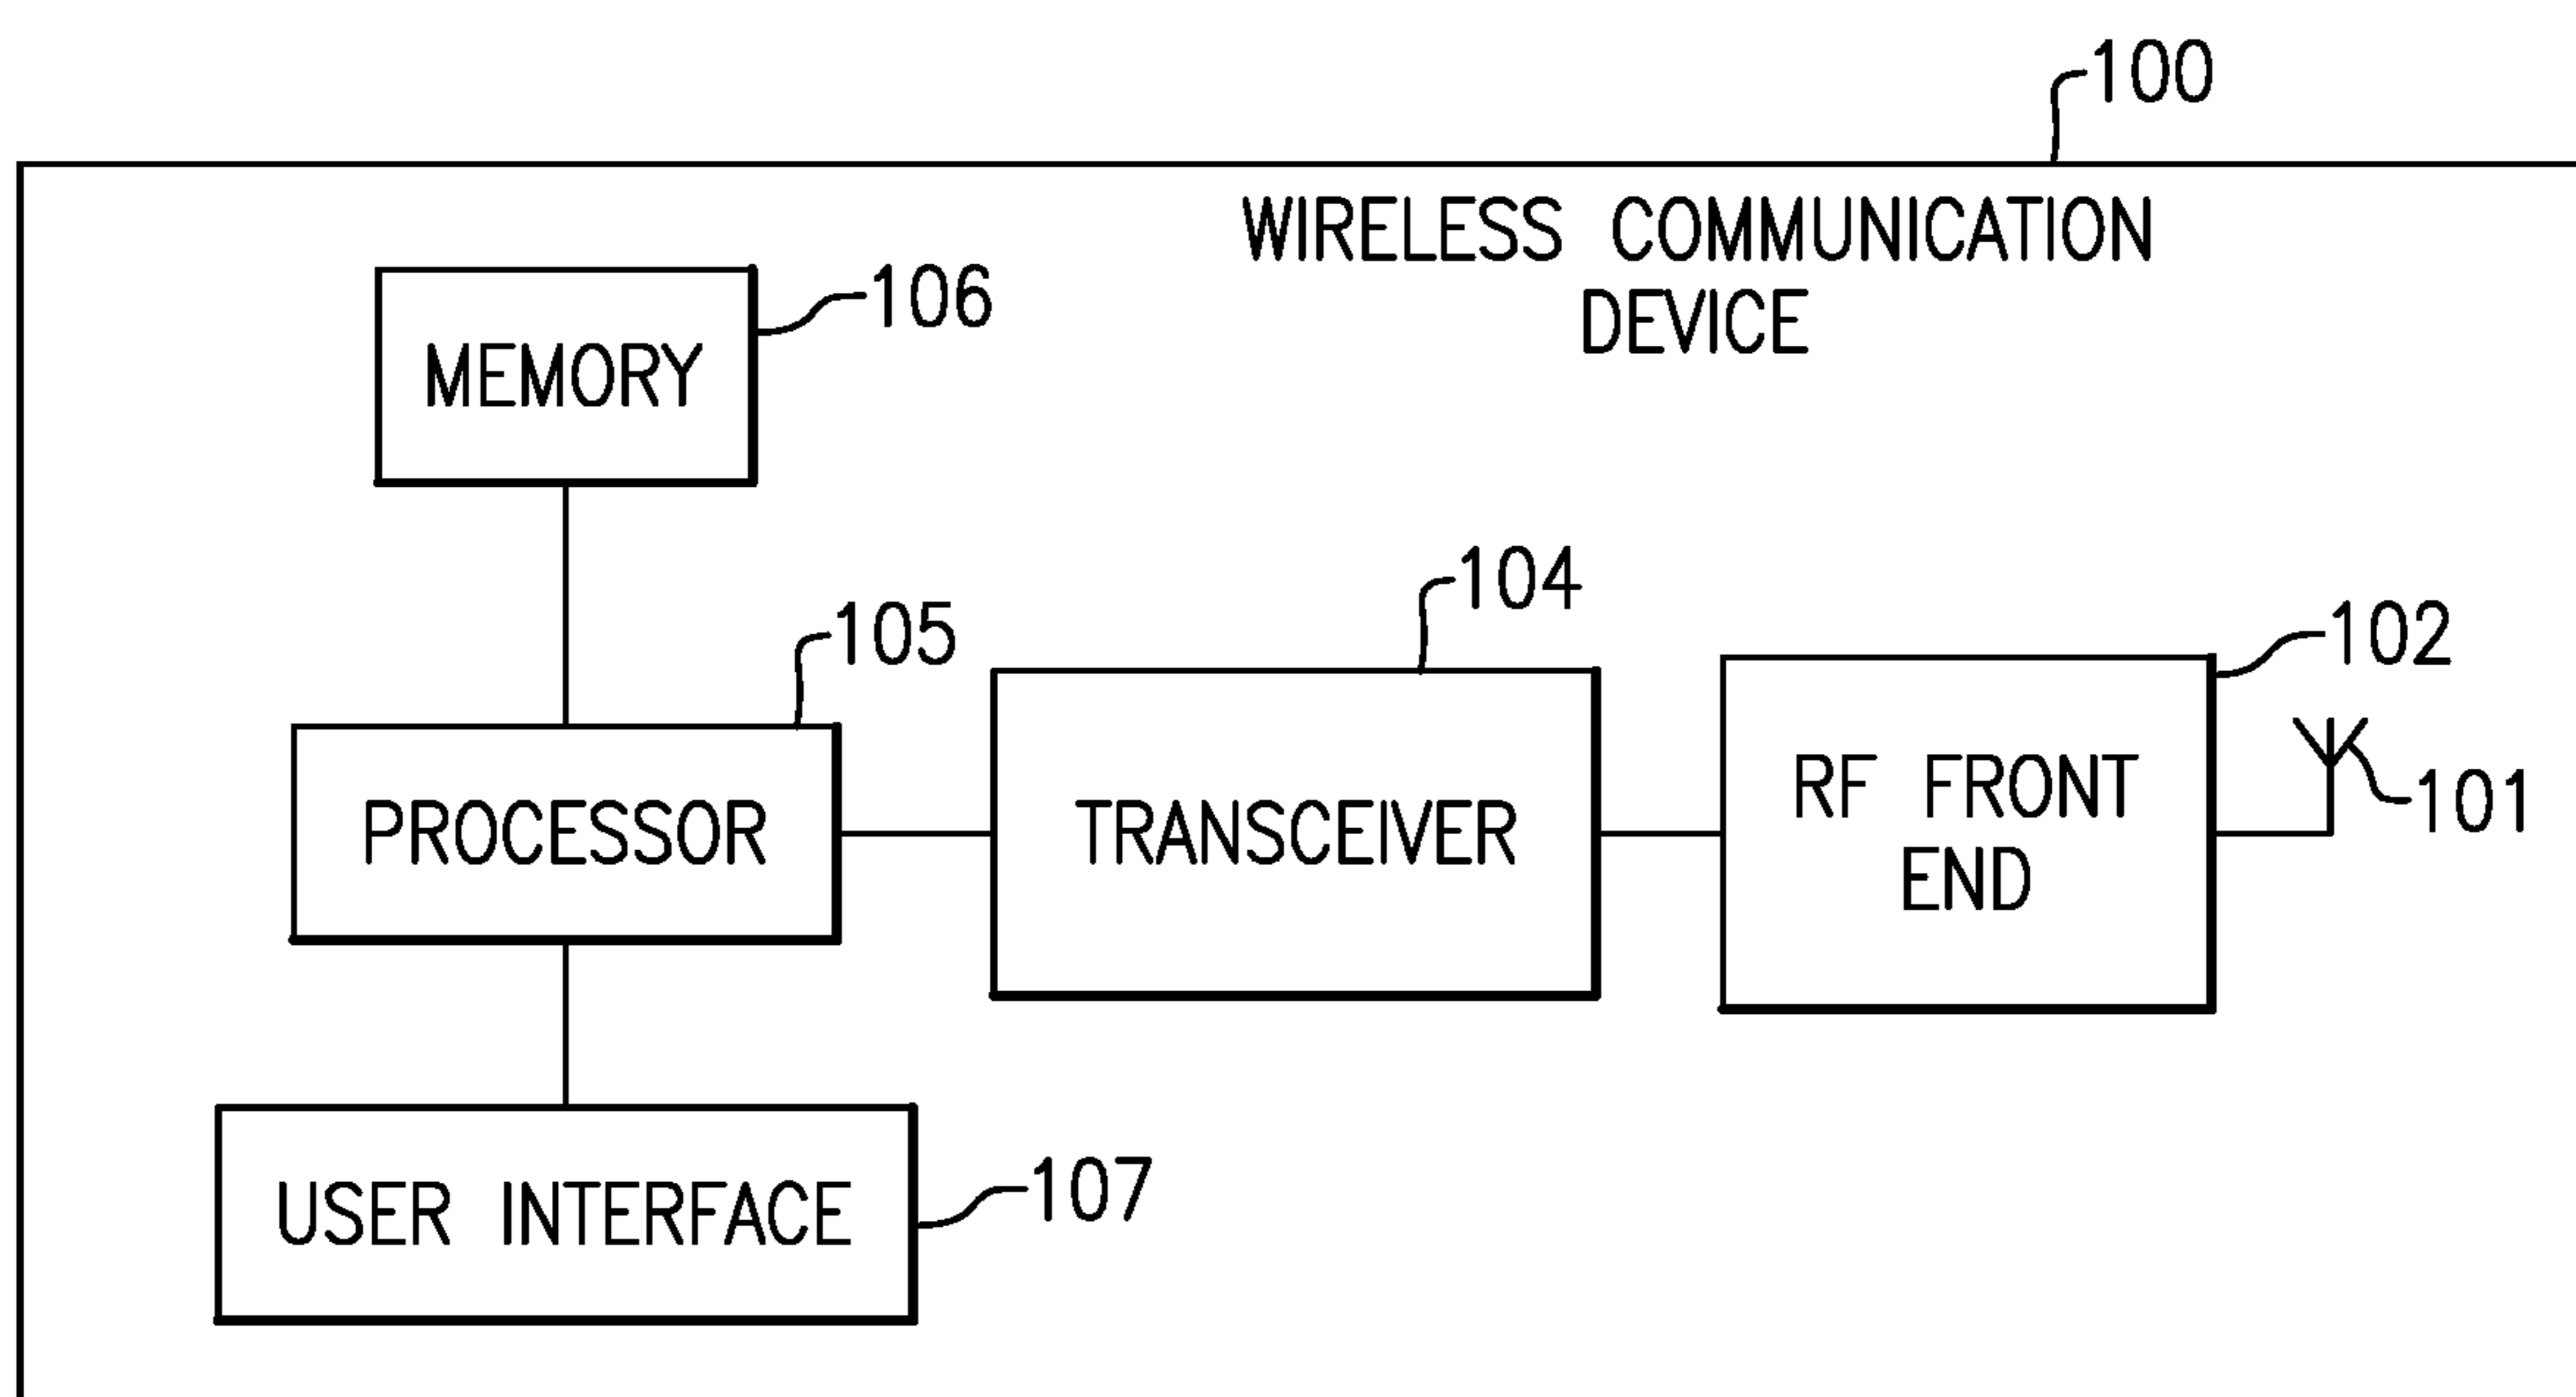 100
WIRELESS COMMUNICATION
DEVICE
106
MEMORY
104
105
102
RF FRONT
END
101
PROCESSOR
TRANSCEIVER
107
USER INTERFACE